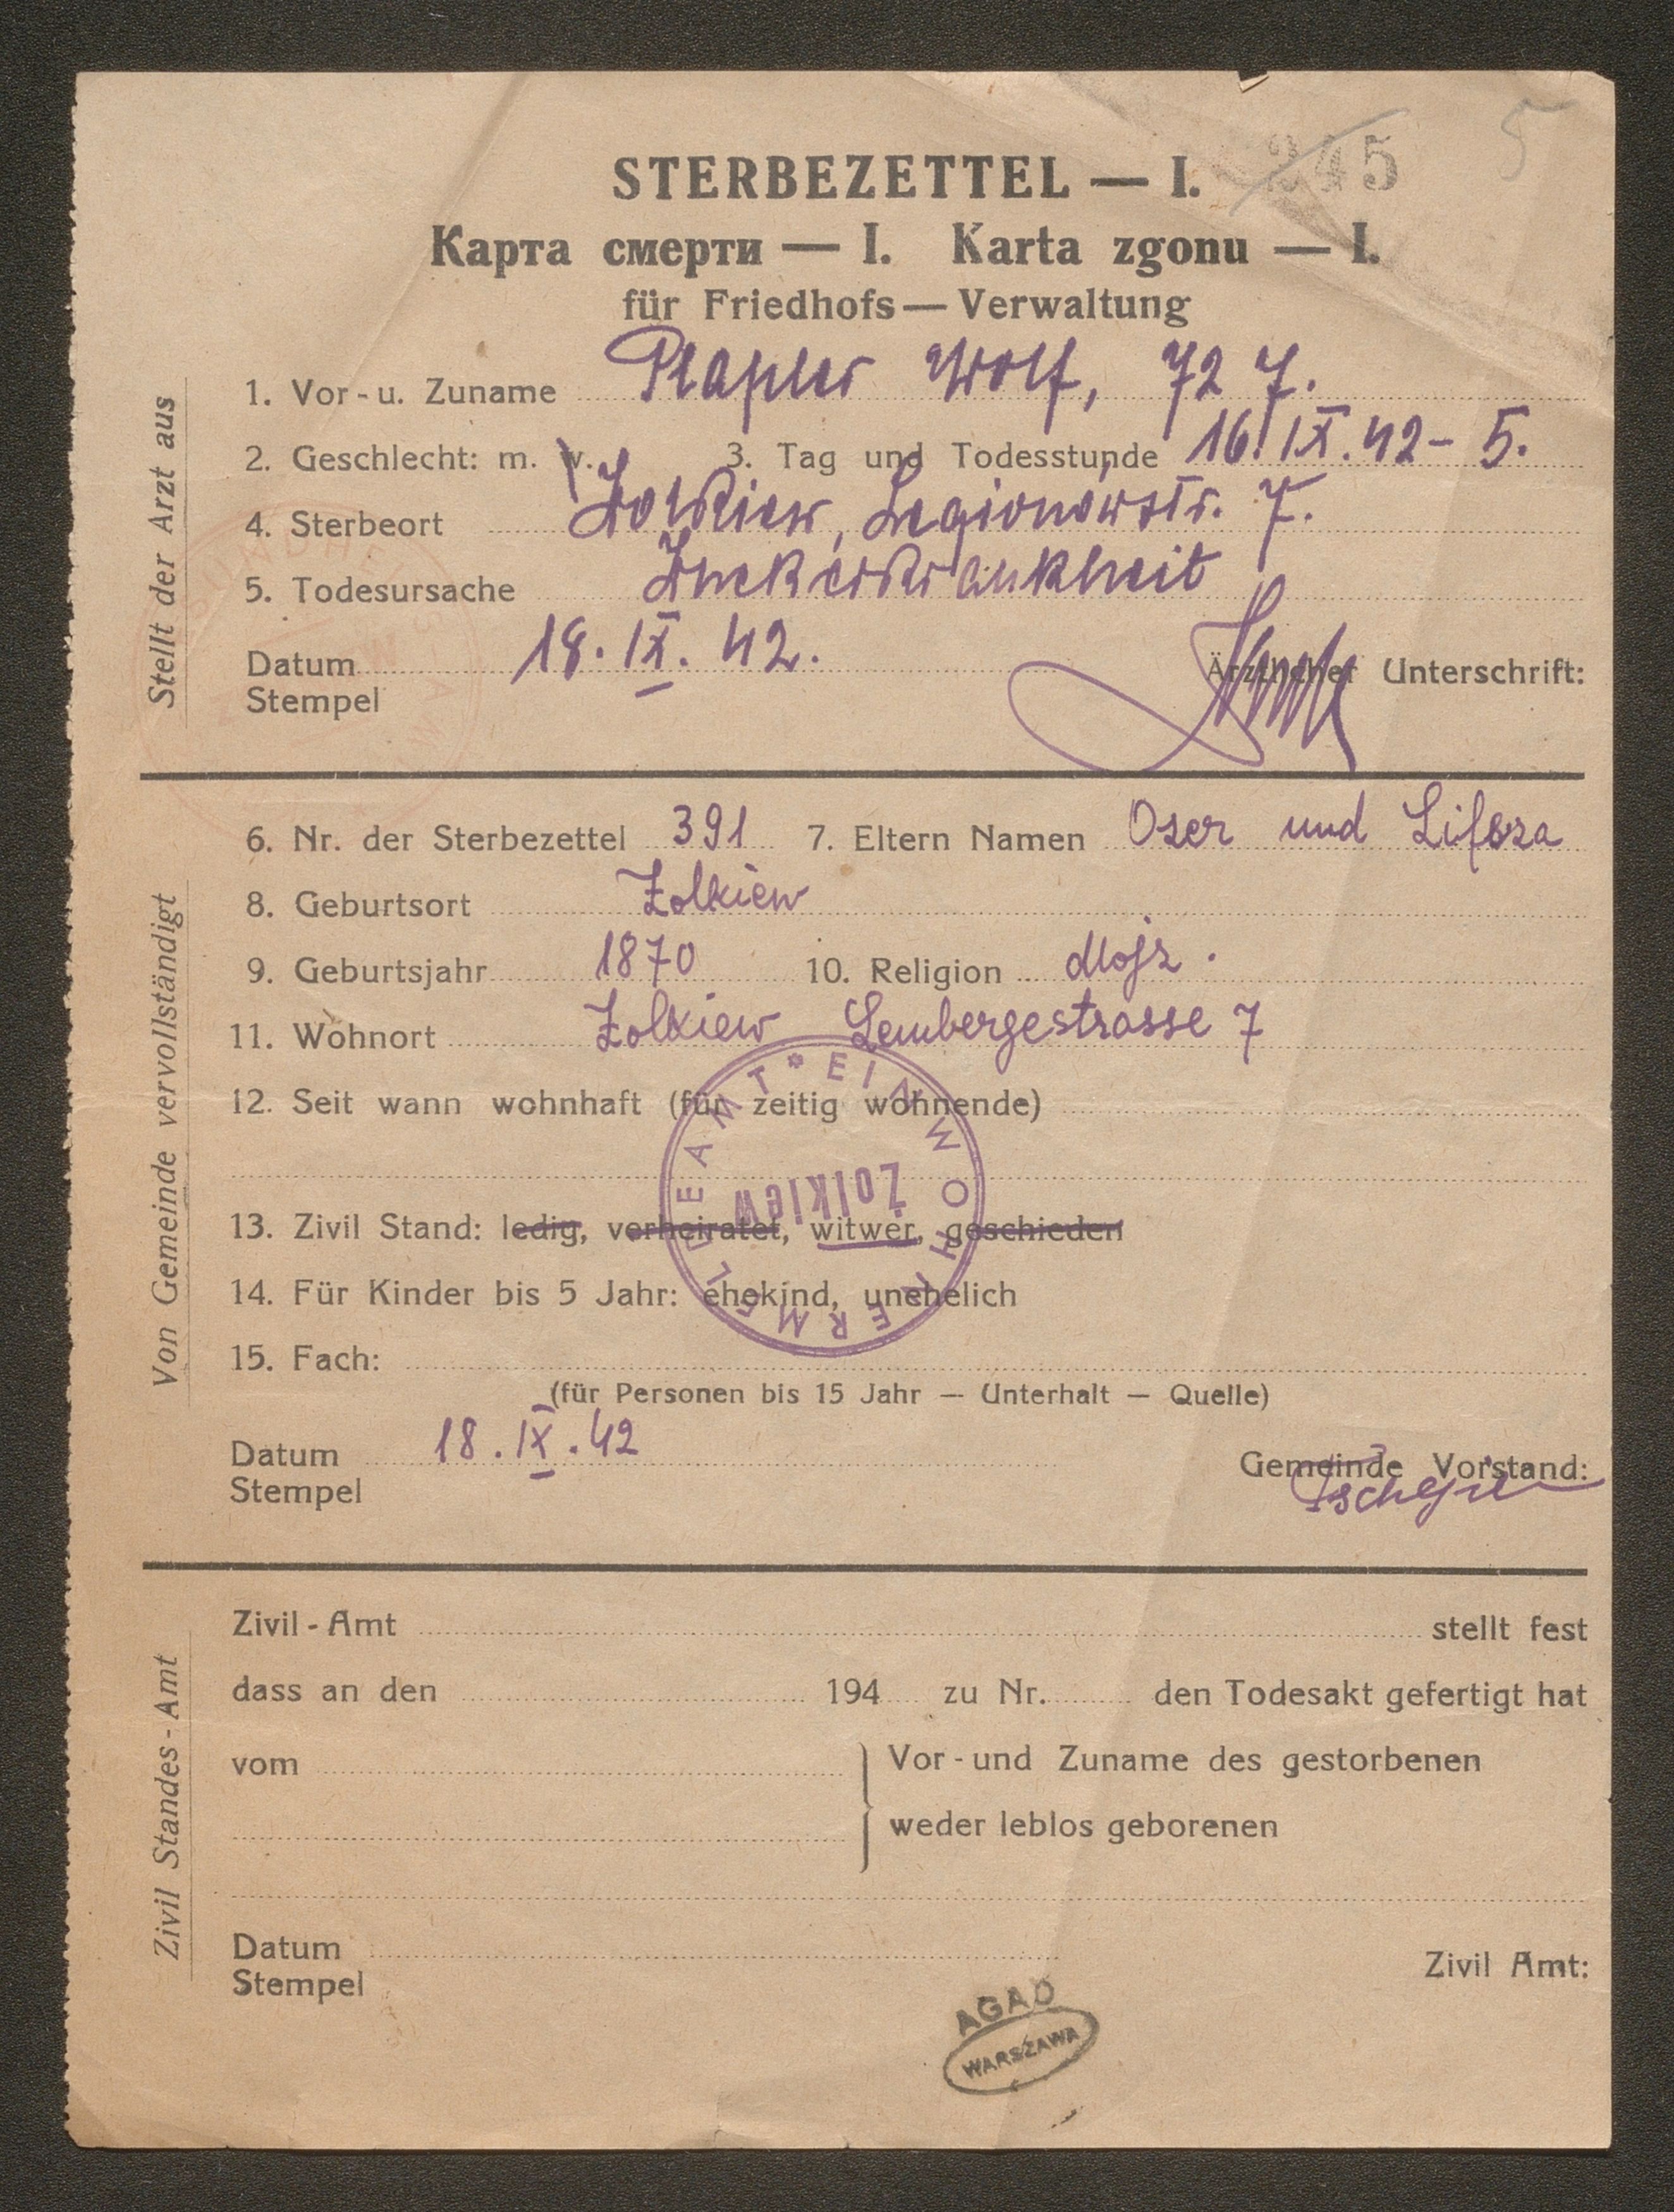 245 5
STERBEZETTEL — I.
Карта смерти — I. Karta zgonu — I.
für Friedhofs — Verwaltung
Stellt der Arzt aus
1. Vor - u. Zuname Plapler Wolf, 72 J.
2. Geschlecht: m. w. 3. Tag und Todesstunde 16. IX. 42 - 5.
4. Sterbeort Zolkiew, Legionowstr. 7.
5. Todesursache Zuckerkrankheit
Datum 18. IX. 42. Ärztlicher Unterschrift:
Stempel
Von Gemeinde vervollständigt
6. Nr. der Sterbezettel 391 7. Eltern Namen Oser und Lifsza
8. Geburtsort Zolkiew
9. Geburtsjahr 1870 10. Religion mojz.
11. Wohnort Zolkiew Lembergestrasse 7
12. Seit wann wohnhaft (für zeitig wohnende)
EINWOHNERMELDEAMT
Zolkiew
13. Zivil Stand: ledig, verheiratet, witwer, geschieden
14. Für Kinder bis 5 Jahr: ehekind, unehelich
15. Fach:
(für Personen bis 15 Jahr — Unterhalt — Quelle)
Datum 18. IX. 42 Gemeinde Vorstand:
Stempel
Zivil Standes - Amt
Zivil - Amt stellt fest
dass an den 194 zu Nr. den Todesakt gefertigt hat
vom Vor - und Zuname des gestorbenen
weder leblos geborenen
Datum Zivil Amt:
Stempel
AGAD
WARSZAWA